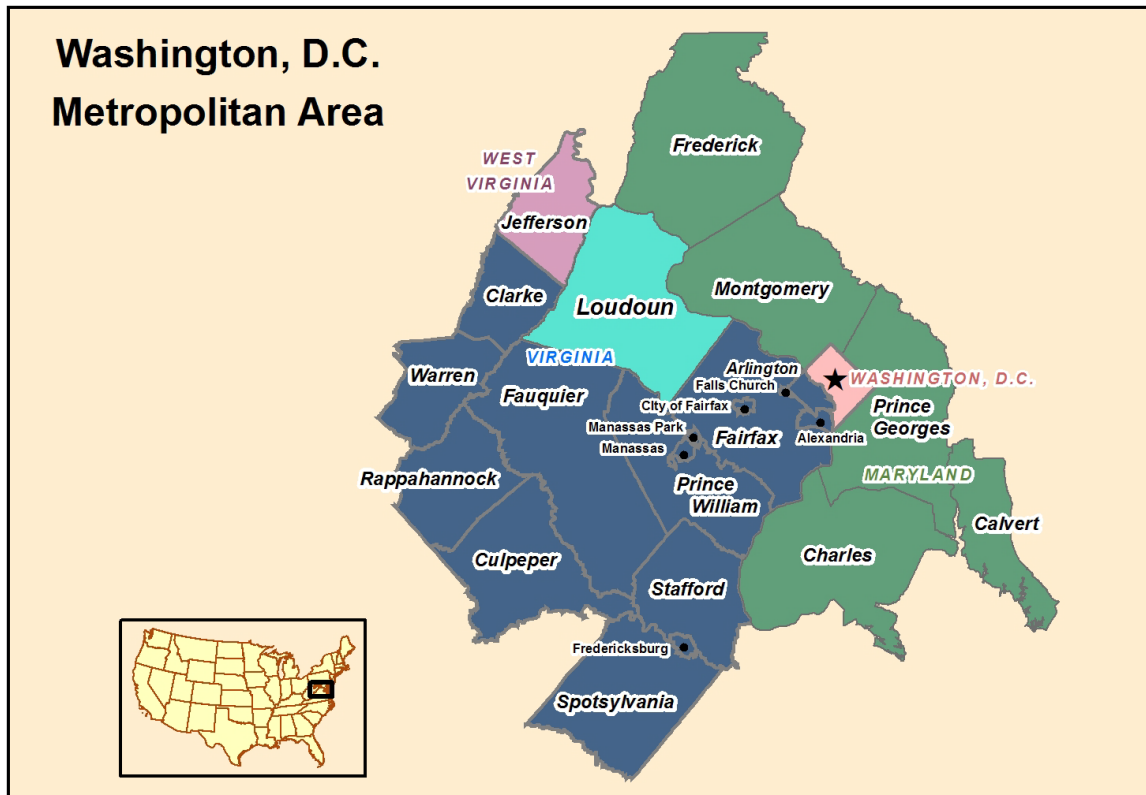 Washington, D.C.
Metropolitan Area
Frederick
WEST
VIRGINIA
Jefferson
Montgomery
Clarke
Loudoun
VIRGINIA
Arlington
Warren
Falls Church
WASHINGTON, D.C.
Fauquier
CIty of Fairfax
Prince
Georges
Manassas Park
Fairfax
Alexandria
Manassas
Rappahannock
MARYLAND
Prince
William
Calvert
Culpeper
Charles
Stafford
Fredericksburg
Spotsylvania